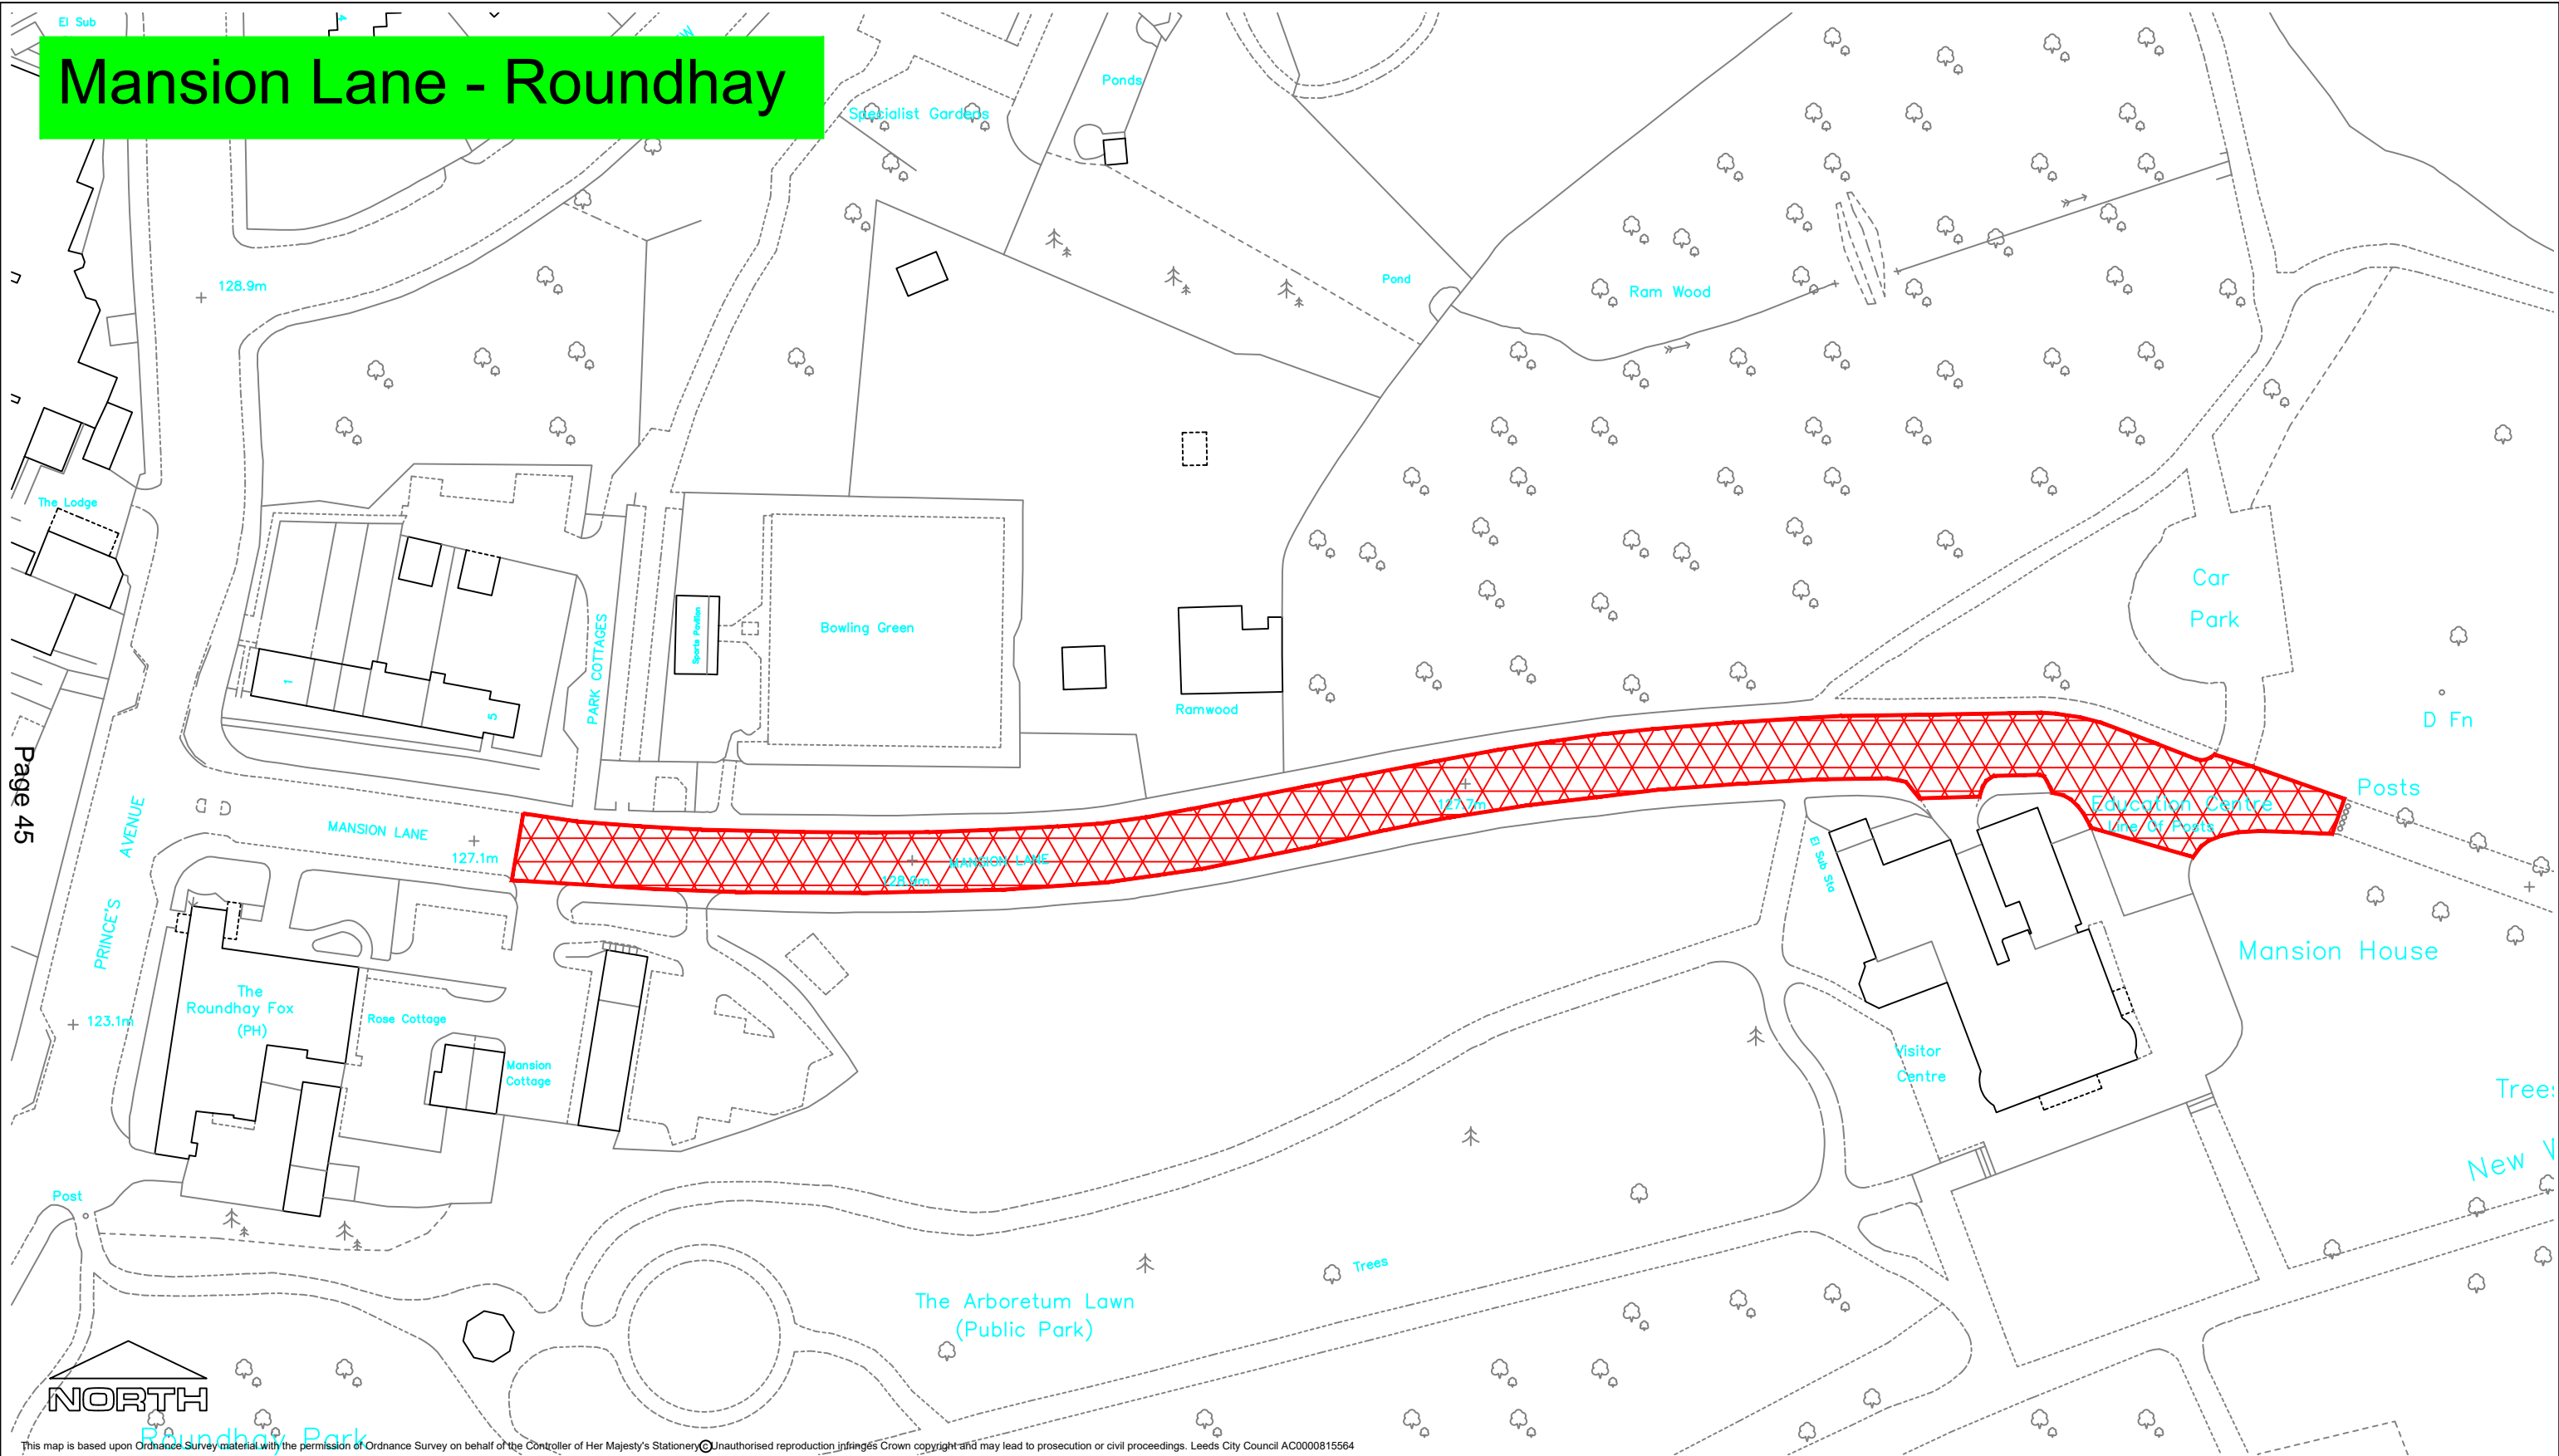 El Sub
4
Mansion Lane - Roundhay
Specialist Gardens
Ponds
128.9m
Pond
Ram Wood
The Lodge
Car
Park
PARK COTTAGES
Sports Pavilion
Bowling Green
1
5
Ramwood
D Fn
Page 45
PRINCE'S AVENUE
MANSION LANE
127.1m
MANSION LANE
128.9m
127.7m
Posts
Education Centre
Line Of Posts
El Sub Sta
Mansion House
The
Roundhay Fox
(PH)
123.1m
Rose Cottage
Mansion
Cottage
Visitor
Centre
Trees
New
Post
Trees
The Arboretum Lawn
(Public Park)
NORTH
Roundhay Park
This map is based upon Ordnance Survey material with the permission of Ordnance Survey on behalf of the Controller of Her Majesty's Stationery © Unauthorised reproduction infringes Crown copyright and may lead to prosecution or civil proceedings. Leeds City Council AC0000815564